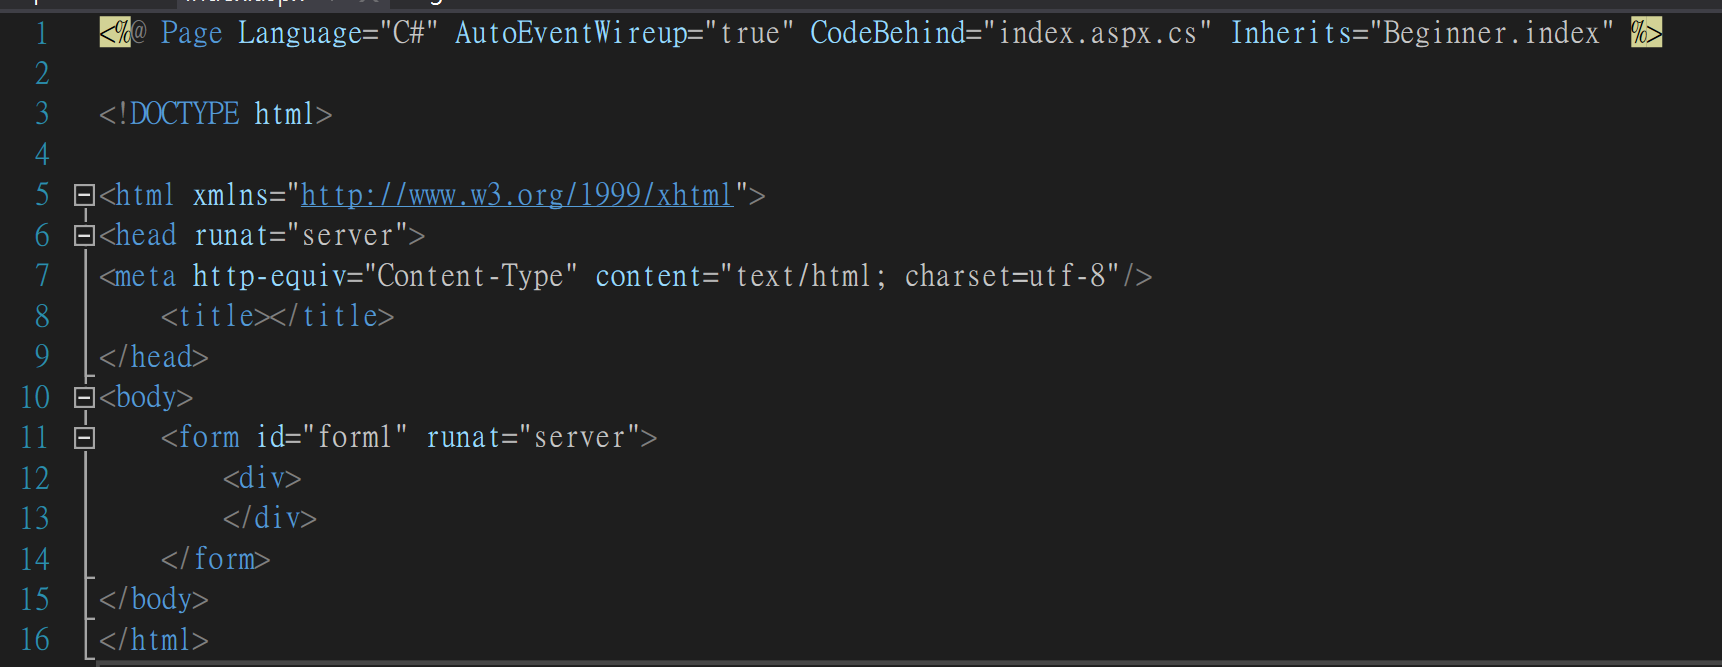 1 <%@ Page Language="C#" AutoEventWireup="true" CodeBehind="index.aspx.cs" Inherits="Beginner.index" %>
2
3 <!DOCTYPE html>
4
5 <html xmlns="http://www.w3.org/1999/xhtml">
6 <head runat="server">
7 <meta http-equiv="Content-Type" content="text/html; charset=utf-8"/>
8     <title></title>
9 </head>
10 <body>
11     <form id="form1" runat="server">
12         <div>
13         </div>
14     </form>
15 </body>
16 </html>